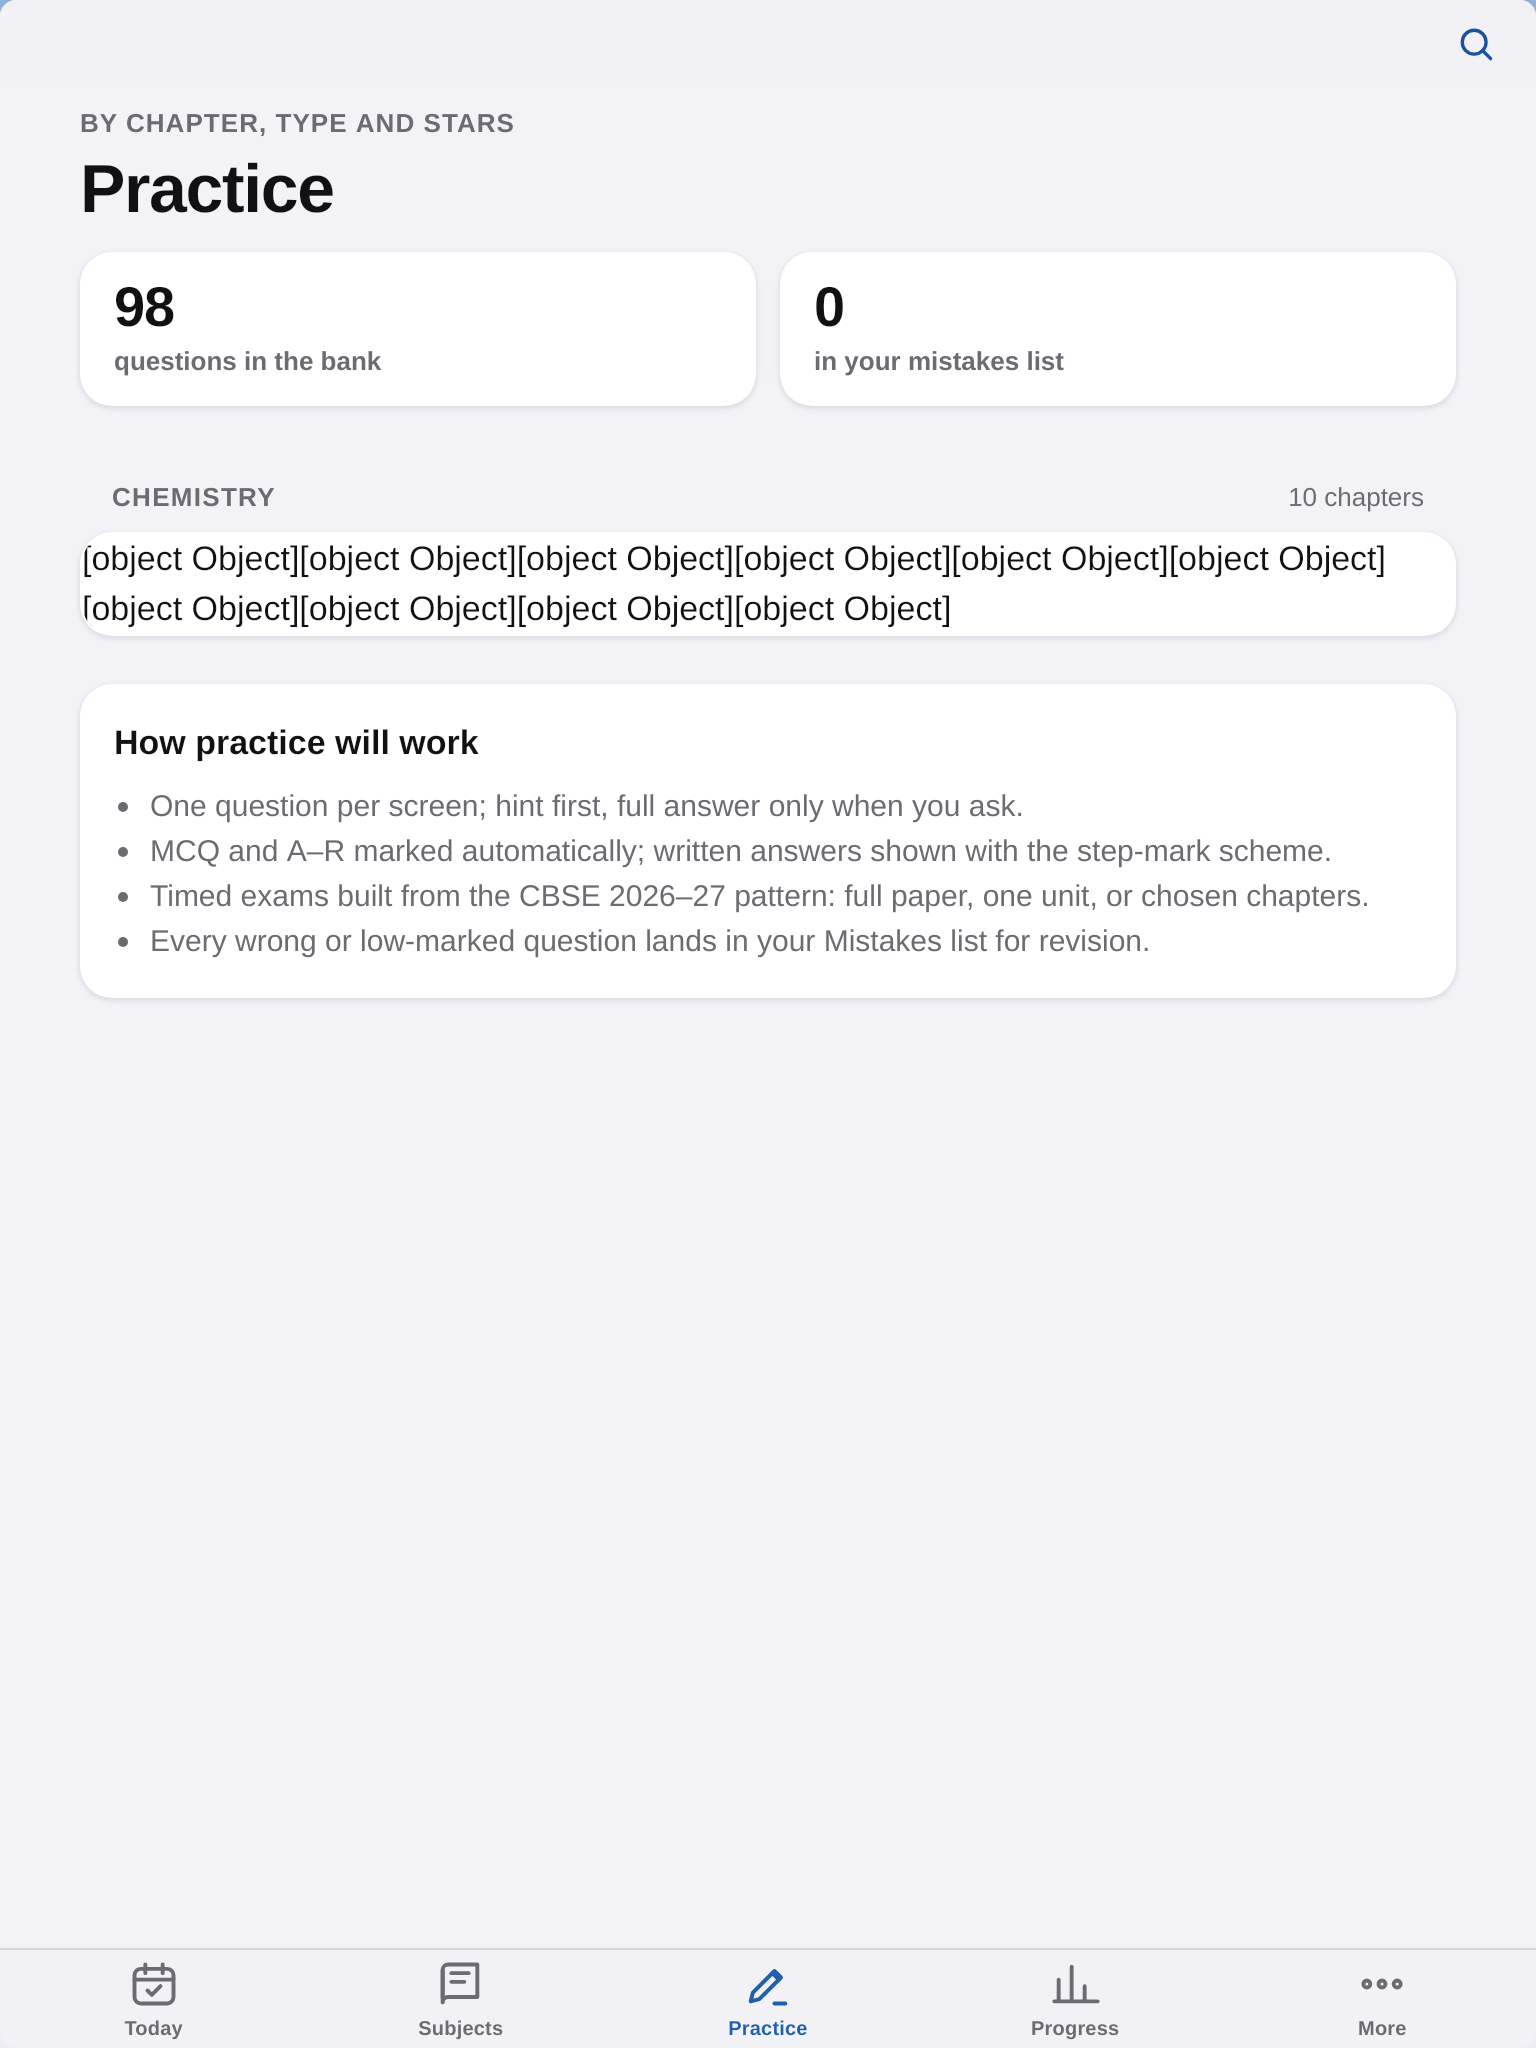 BY CHAPTER, TYPE AND STARS
Practice
98
questions in the bank
0
in your mistakes list
CHEMISTRY
10 chapters
[object Object][object Object][object Object][object Object][object Object][object Object]
[object Object][object Object][object Object][object Object]
How practice will work
One question per screen; hint first, full answer only when you ask.
MCQ and A–R marked automatically; written answers shown with the step-mark scheme.
Timed exams built from the CBSE 2026–27 pattern: full paper, one unit, or chosen chapters.
Every wrong or low-marked question lands in your Mistakes list for revision.
Today
Subjects
Practice
Progress
More